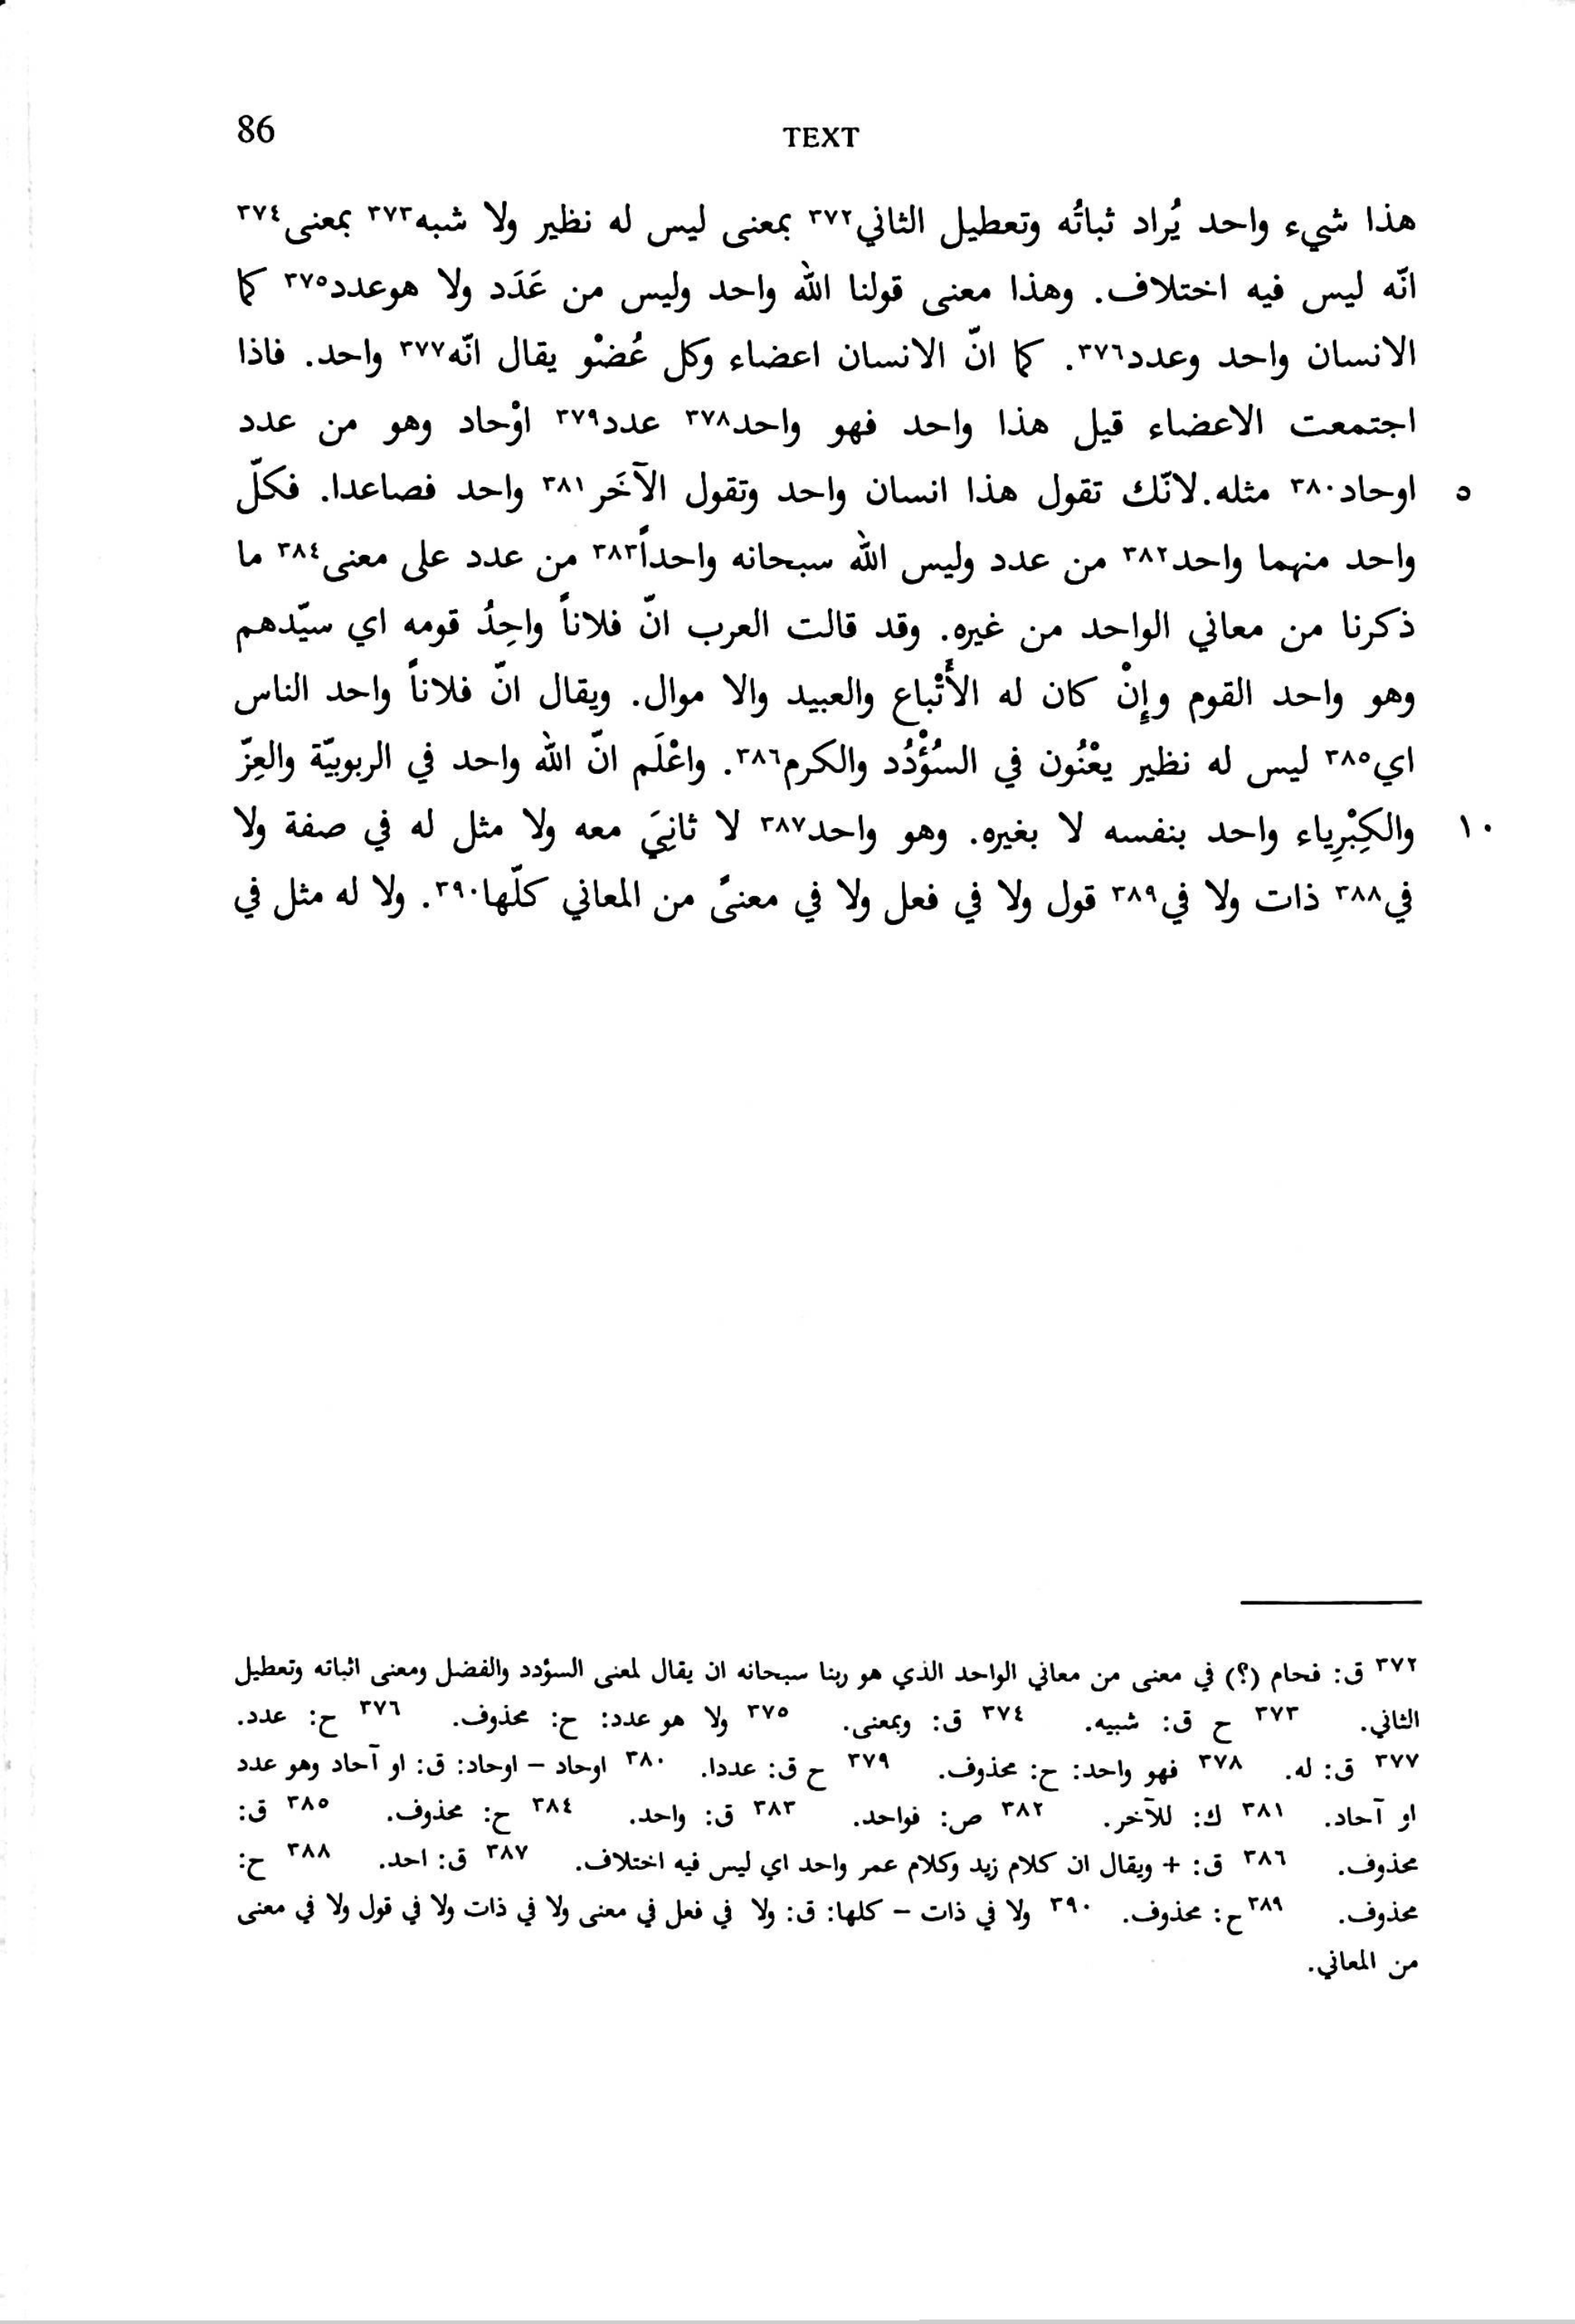 86
TEXT
هذا شيء واحد يُراد ثباتُه وتعطيل الثاني٣٧٢ بمعنى ليس له نظير ولا شبه٣٧٣ بمعنى٣٧٤
انّه ليس فيه اختلاف. وهذا معنى قولنا الله واحد وليس من عَدَد ولا هوعدد٣٧٥ كما
الانسان واحد وعدد٣٧٦. كما انّ الانسان اعضاء وكل عُضْو يقال انّه٣٧٧ واحد. فاذا
اجتمعت الاعضاء قيل هذا واحد فهو واحد٣٧٨ عدد٣٧٩ اوْحاد وهو من عدد
٥ اوحاد٣٨٠ مثله.لانّك تقول هذا انسان واحد وتقول الآخَر٣٨١ واحد فصاعدا. فكلّ
واحد منهما واحد٣٨٢ من عدد وليس الله سبحانه واحداً٣٨٣ من عدد على معنى٣٨٤ ما
ذكرنا من معاني الواحد من غيره. وقد قالت العرب انّ فلاناً واحِدُ قومه اي سيّدهم
وهو واحد القوم وإنْ كان له الأَتْباع والعبيد والا موال. ويقال انّ فلاناً واحد الناس
اي٣٨٥ ليس له نظير يعْنُون في السُؤْدُد والكرم٣٨٦. واعْلَم انّ الله واحد في الربوبيّة والعِزّ
١٠ والكِبْرِياء واحد بنفسه لا بغيره. وهو واحد٣٨٧ لا ثانِيَ معه ولا مثل له في صفة ولا
في٣٨٨ ذات ولا في٣٨٩ قول ولا في فعل ولا في معنىً من المعاني كلّها٣٩٠. ولا له مثل في
٣٧٢ ق: فحام (؟) في معنى من معاني الواحد الذي هو ربنا سبحانه ان يقال لمعنى السؤدد والفضل ومعنى اثباته وتعطيل
الثاني. ٣٧٣ ح ق: شبيه. ٣٧٤ ق: وبمعنى. ٣٧٥ ولا هو عدد: ح: محذوف. ٣٧٦ ح: عدد.
٣٧٧ ق: له. ٣٧٨ فهو واحد: ح: محذوف. ٣٧٩ ح ق: عددا. ٣٨٠ اوحاد – اوحاد: ق: او آحاد وهو عدد
او آحاد. ٣٨١ ك: للآخر. ٣٨٢ ص: فواحد. ٣٨٣ ق: واحد. ٣٨٤ ح: محذوف. ٣٨٥ ق:
محذوف. ٣٨٦ ق: + ويقال ان كلام زيد وكلام عمر واحد اي ليس فيه اختلاف. ٣٨٧ ق: احد. ٣٨٨ ح:
محذوف. ٣٨٩ ح: محذوف. ٣٩٠ ولا في ذات – كلها: ق: ولا في فعل في معنى ولا في ذات ولا في قول ولا في معنى
من المعاني.